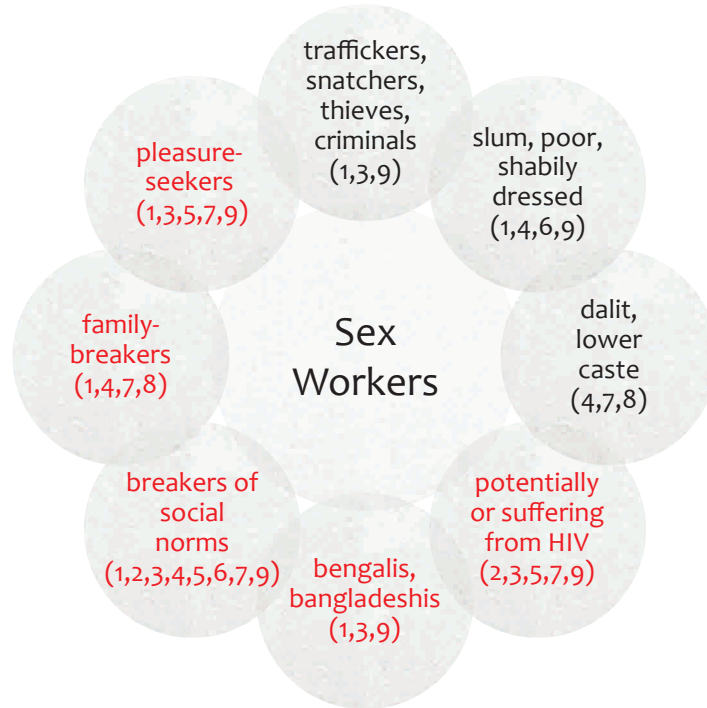 traffickers,
snatchers,
thieves,
criminals
(1,3,9)
slum, poor,
shabily
dressed
(1,4,6,9)
dalit,
lower
caste
(4,7,8)
potentially
or suffering
from HIV
(2,3,5,7,9)
bengalis,
bangladeshis
(1,3,9)
breakers of
social
norms
(1,2,3,4,5,6,7,9)
family-
breakers
(1,4,7,8)
pleasure-
seekers
(1,3,5,7,9)
Sex
Workers